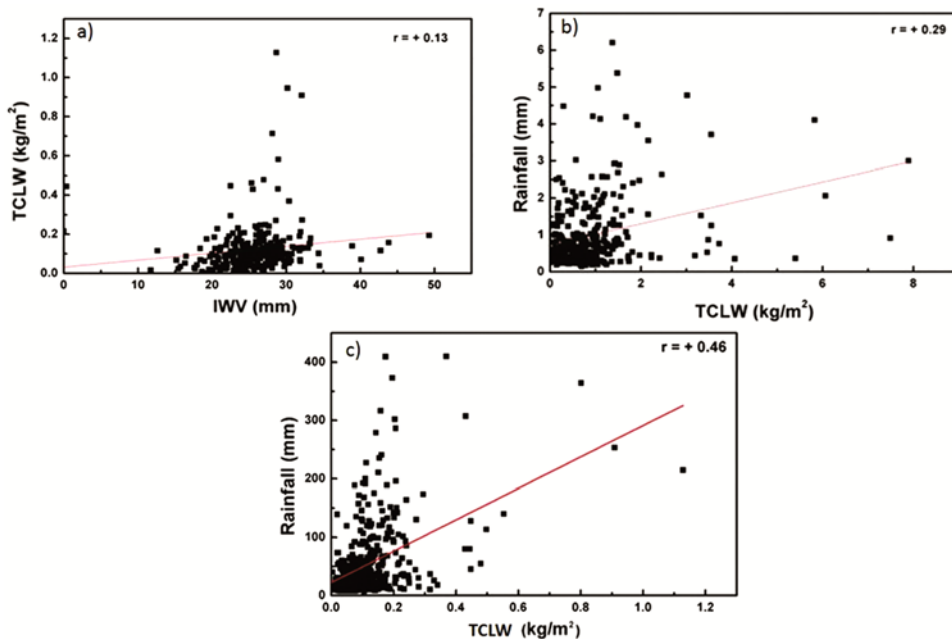 a)
r = + 0.13
TCLW (kg/m²)
1.2
1.0
0.8
0.6
0.4
0.2
0.0
0 10 20 30 40 50
IWV (mm)
b)
r = + 0.29
Rainfall (mm)
7
6
5
4
3
2
1
0
0 2 4 6 8
TCLW (kg/m²)
c)
r = + 0.46
Rainfall (mm)
400
300
200
100
0
0.0 0.2 0.4 0.6 0.8 1.0 1.2
TCLW (kg/m²)